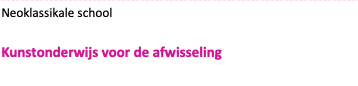 Neoklassikale school
Kunstonderwijs voor de afwisseling